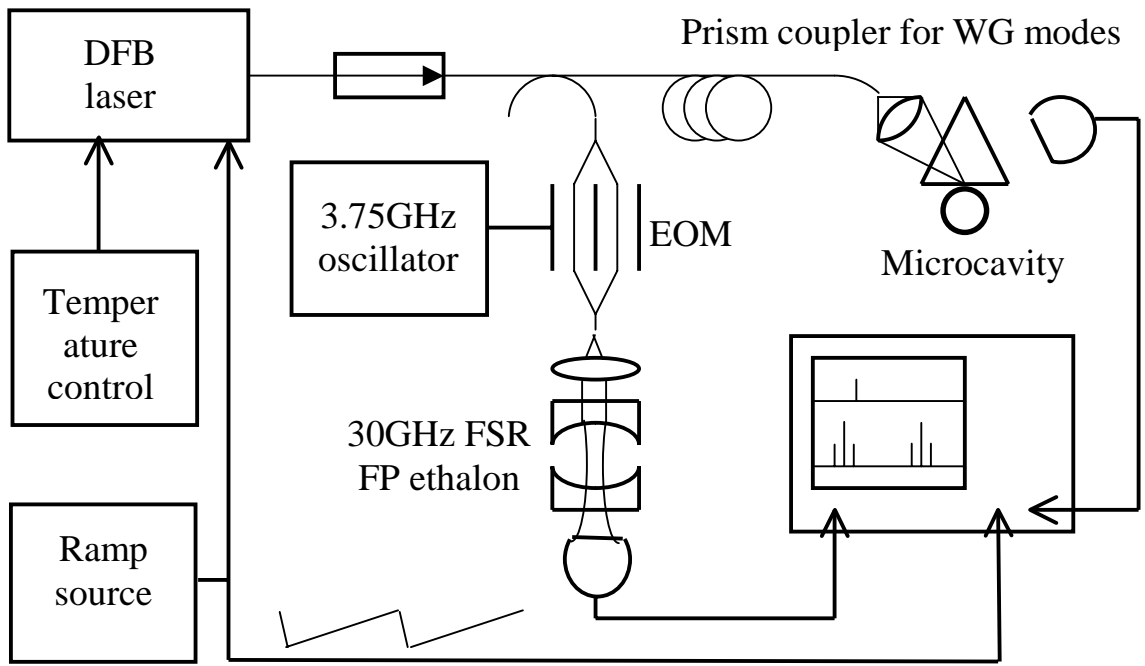 Prism coupler for WG modes
DFB
laser
3.75GHz
oscillator
EOM
Microcavity
Temper
ature
control
30GHz FSR
FP ethalon
Ramp
source